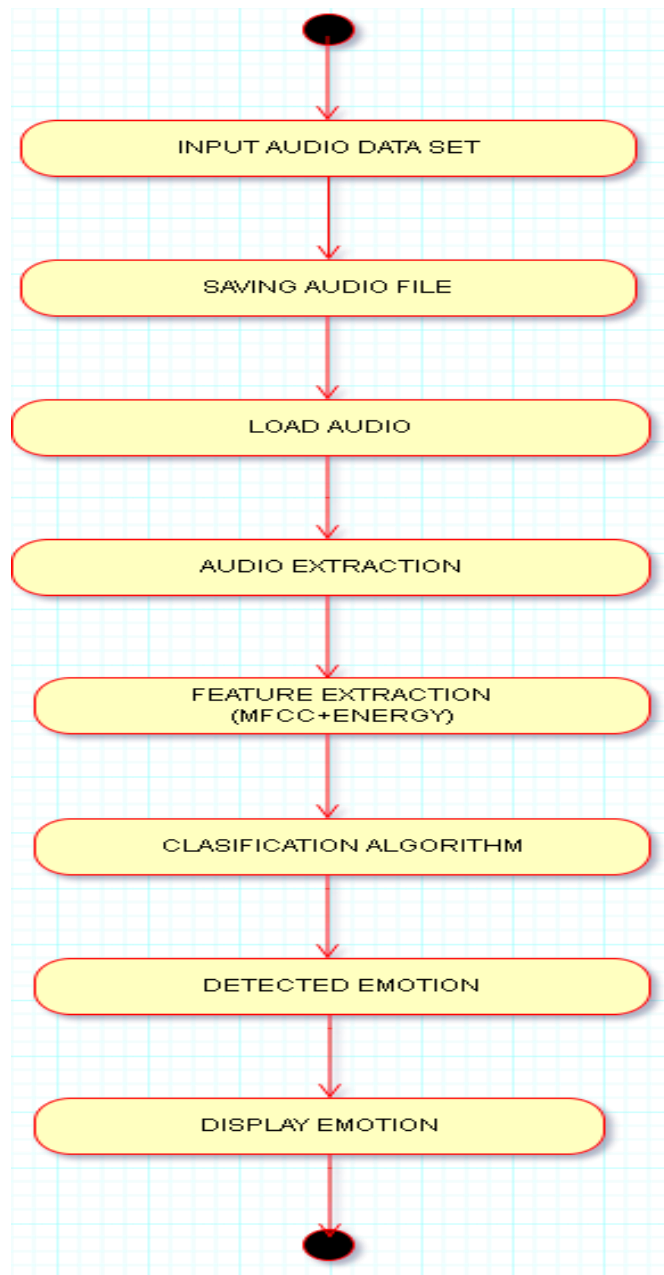 INPUT AUDIO DATA SET
SAVING AUDIO FILE
LOAD AUDIO
AUDIO EXTRACTION
FEATURE EXTRACTION
(MFCC+ENERGY)
CLASIFICATION ALGORITHM
DETECTED EMOTION
DISPLAY EMOTION